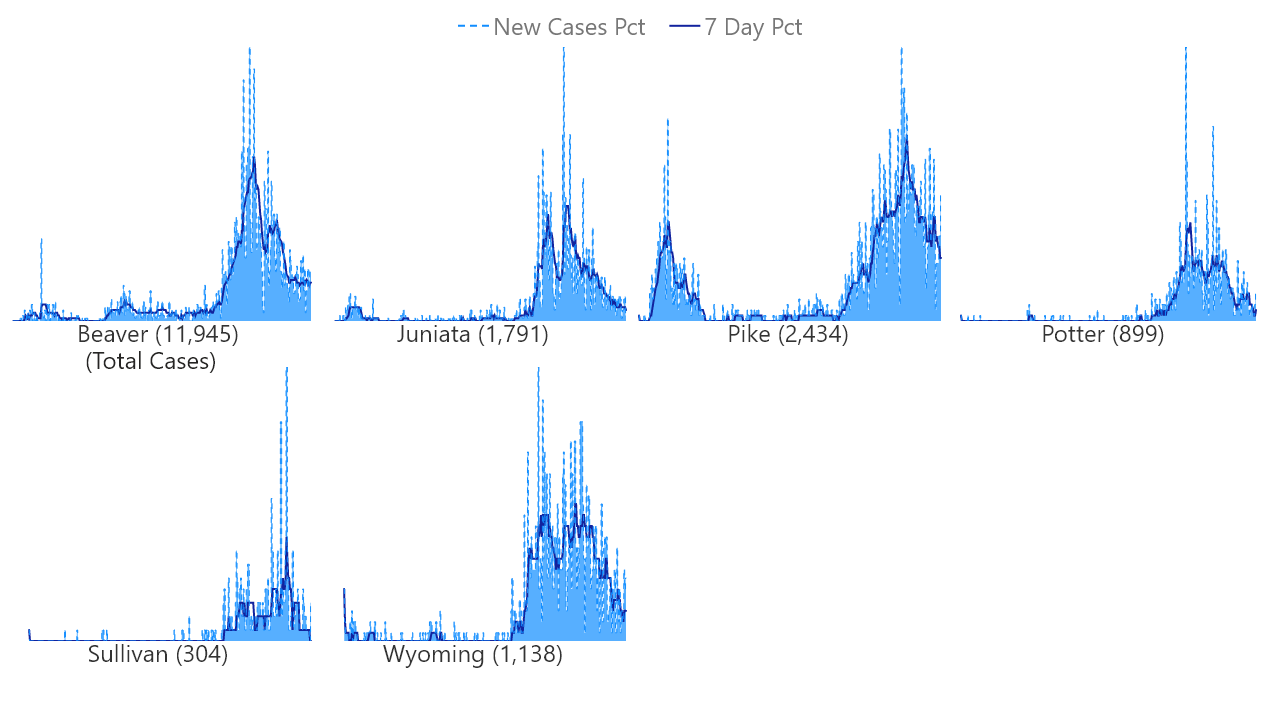 New Cases Pct 7 Day Pct
Beaver (11,945) Juniata (1,791) Pike (2,434) Potter (899)
(Total Cases)
Sullivan (304) Wyoming (1,138)